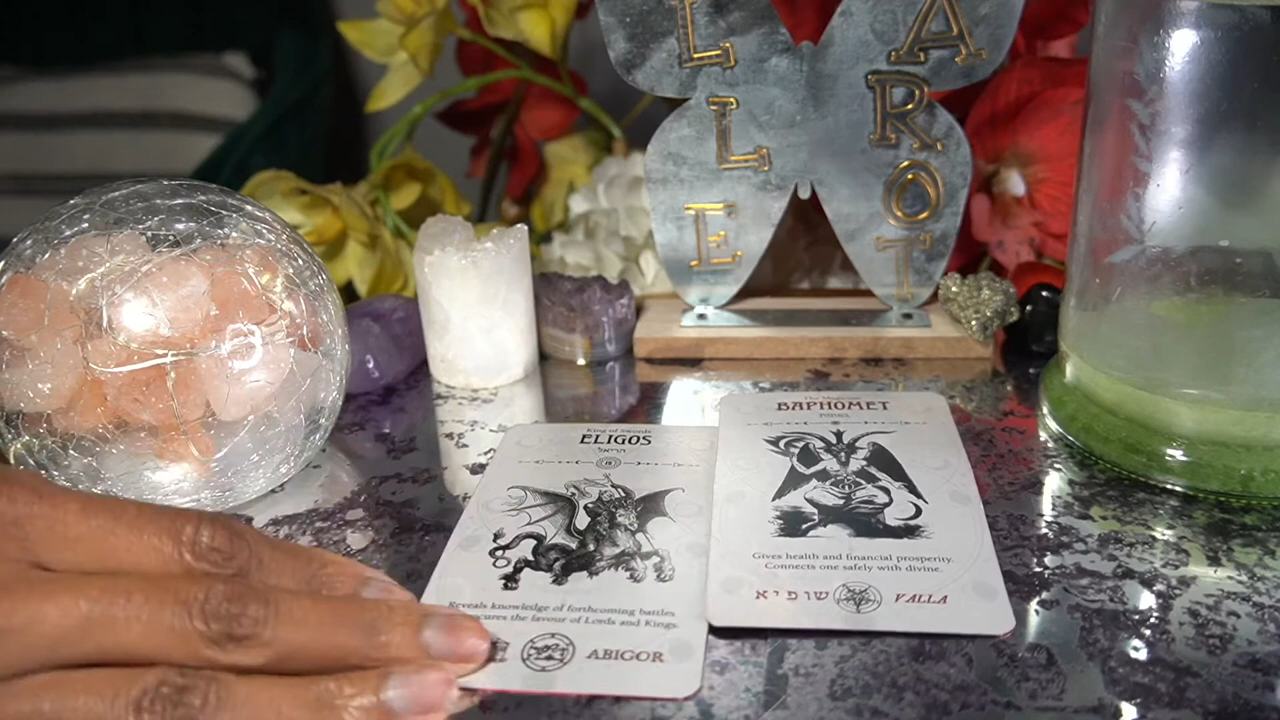 L
L
E
A
R
O
T
King of Swords
ELIGOS
הריאל
Reveals knowledge of forthcoming battles
the favour of Lords and Kings.
ABIGOR
The Magician
BAPHOMET
Gives health and financial prosperity.
Connects one safely with divine.
שופיא
VALLA